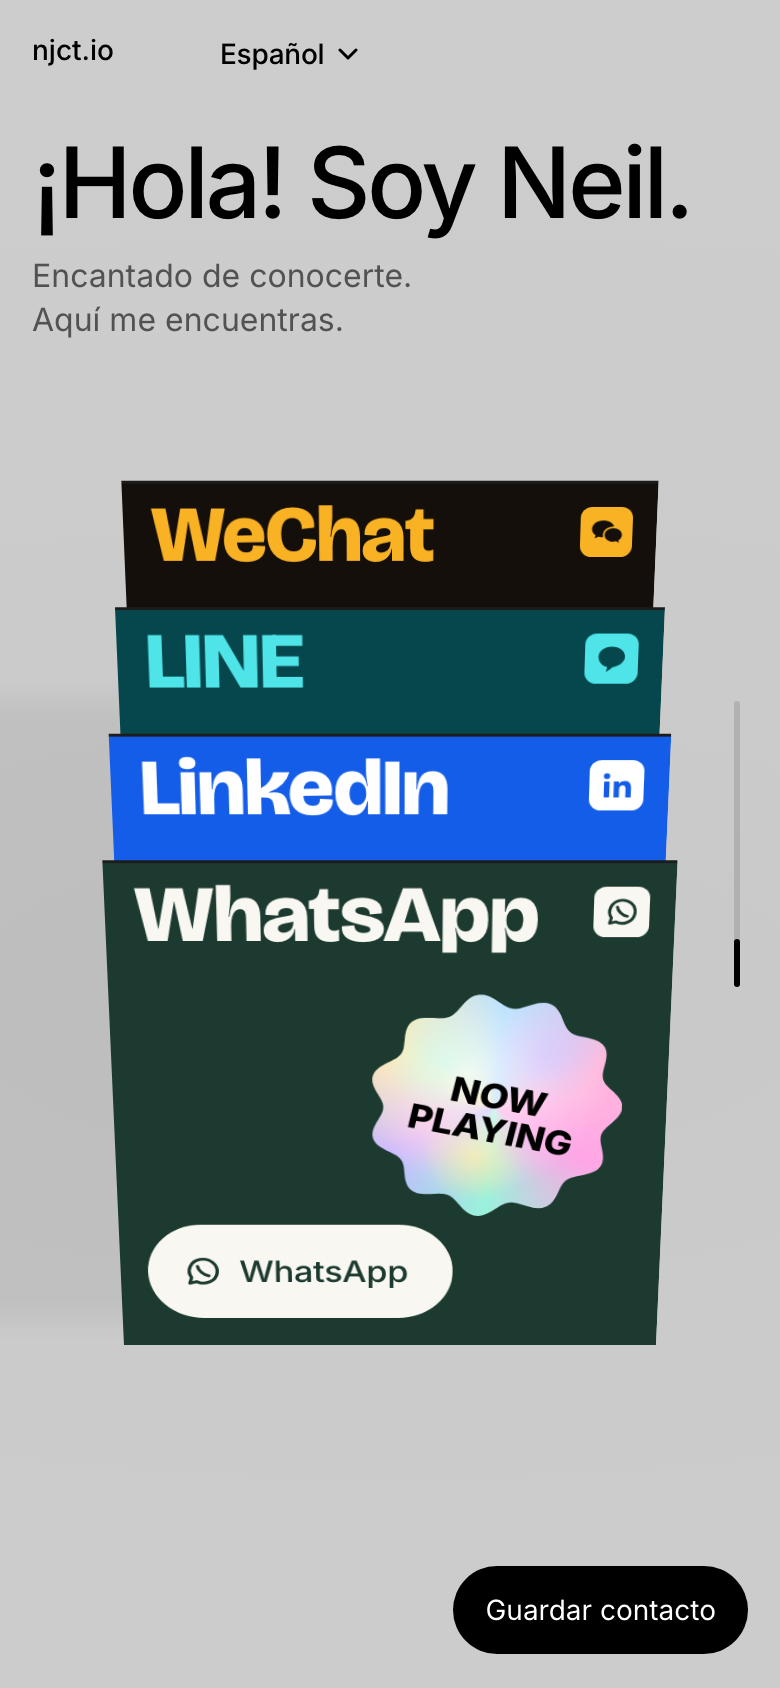 njct.io
Español
¡Hola! Soy Neil.
Encantado de conocerte.
Aquí me encuentras.
WeChat
LINE
LinkedIn
in
WhatsApp
NOW
PLAYING
WhatsApp
Guardar contacto